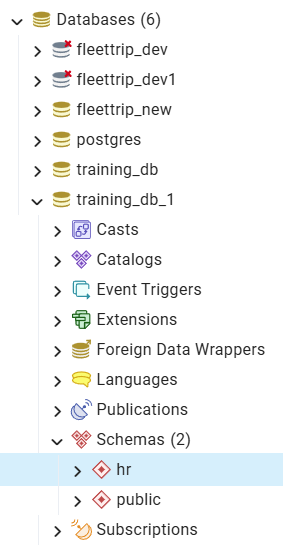 Databases (6)
fleettrip_dev
fleettrip_dev1
fleettrip_new
postgres
training_db
training_db_1
Casts
Catalogs
Event Triggers
Extensions
Foreign Data Wrappers
Languages
Publications
Schemas (2)
hr
public
Subscriptions